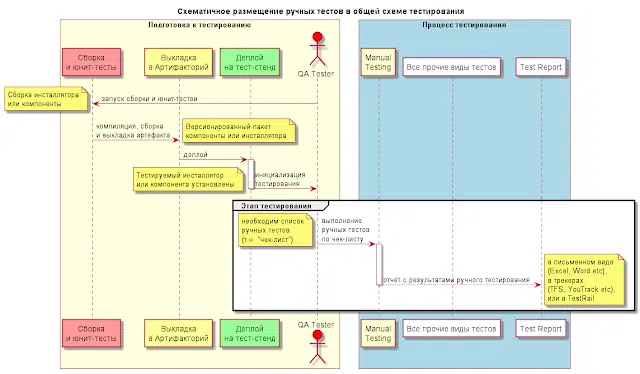 Схематичное размещение ручных тестов в общей схеме тестирования
Подготовка к тестированию
Процесс тестирования
Сборка
и юнит-тесты
Выкладка
в Артифакторий
Деплой
на тест-стенд
QA.Tester
Manual
Testing
Все прочие виды тестов
Test Report
Сборка инсталлятора
или компоненты
запуск сборки и юнит-тестов
компиляция, сборка
и выкладка артефакта
Версионированный пакет
компоненты или инсталлятора
деплой
Тестируемый инсталлятор
или компонента установлены
инициализация
тестирования
Этап тестирования
необходим список
ручных тестов
(т.н. "чек-лист")
выполнение
ручных тестов
по чек-листу
отчёт с результатами ручного тестирования
в письменном виде
(Excel, Word etc),
в трекерах
(TFS, YouTrack etc),
или в TestRail
Сборка
и юнит-тесты
Выкладка
в Артифакторий
Деплой
на тест-стенд
QA.Tester
Manual
Testing
Все прочие виды тестов
Test Report